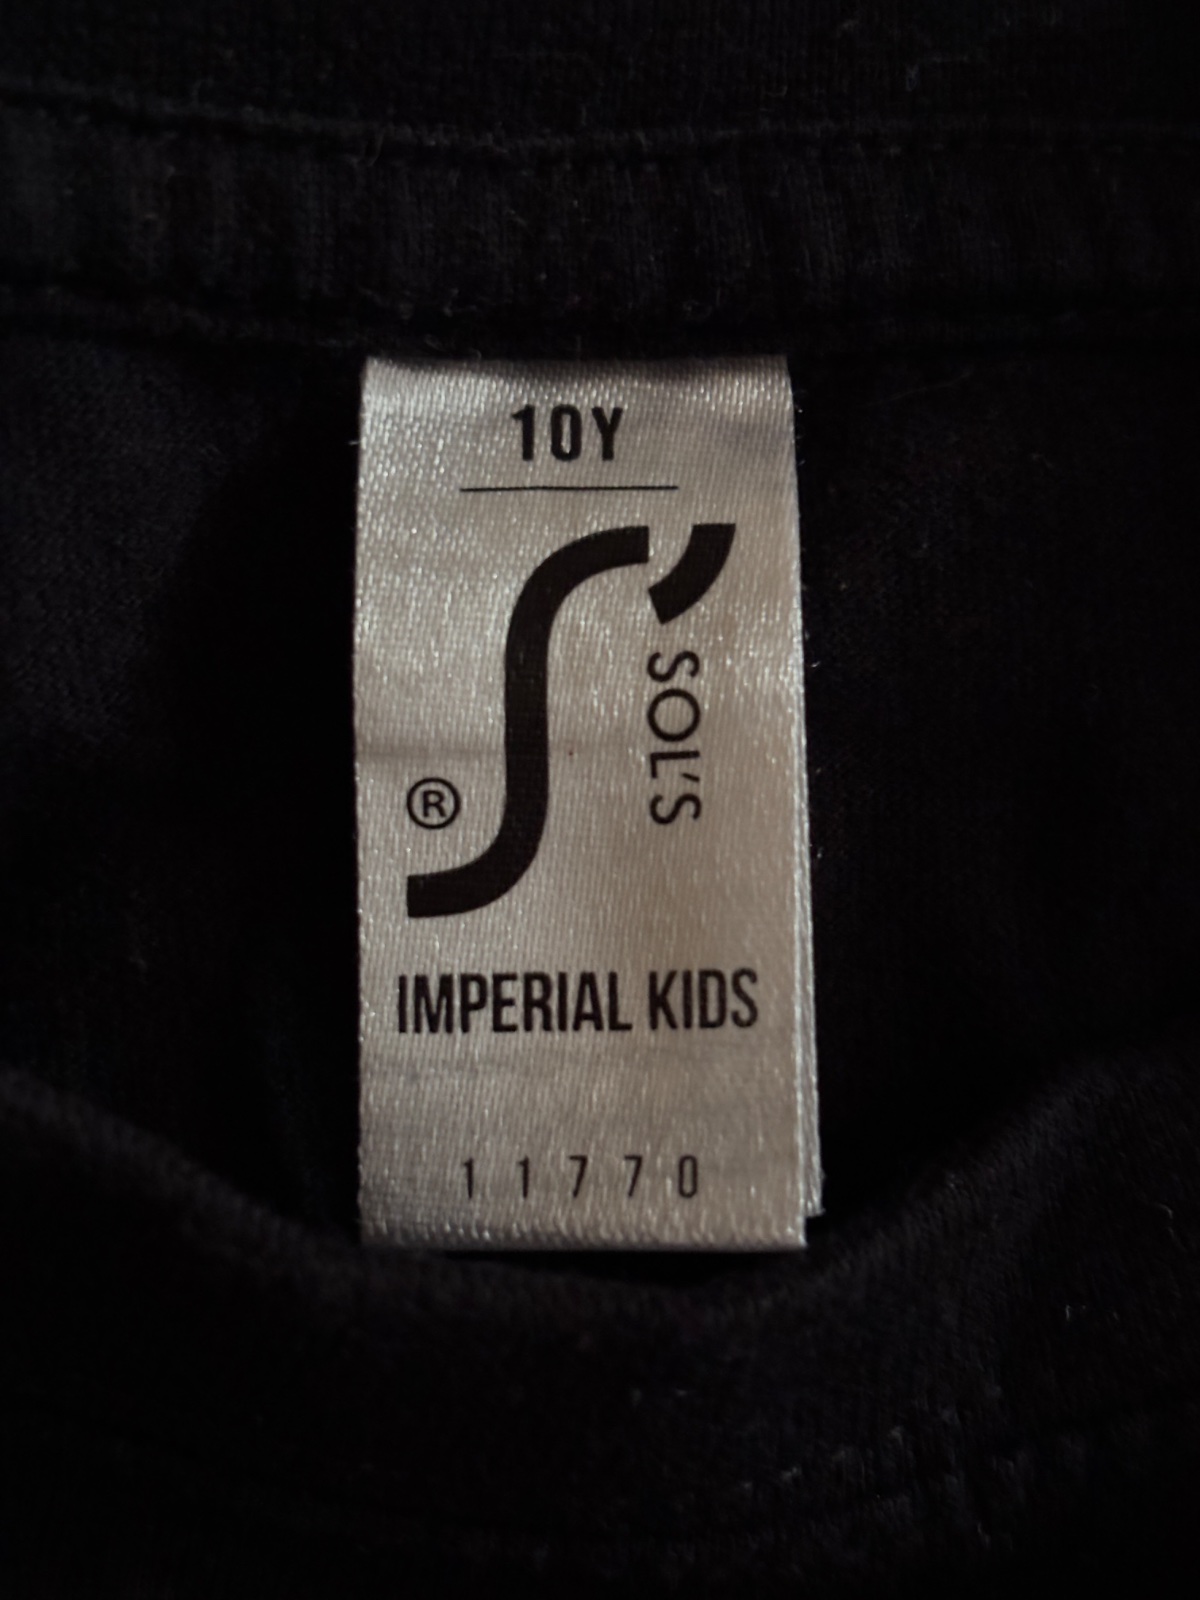 10Y
S'
SOL'S
®
IMPERIAL KIDS
11770